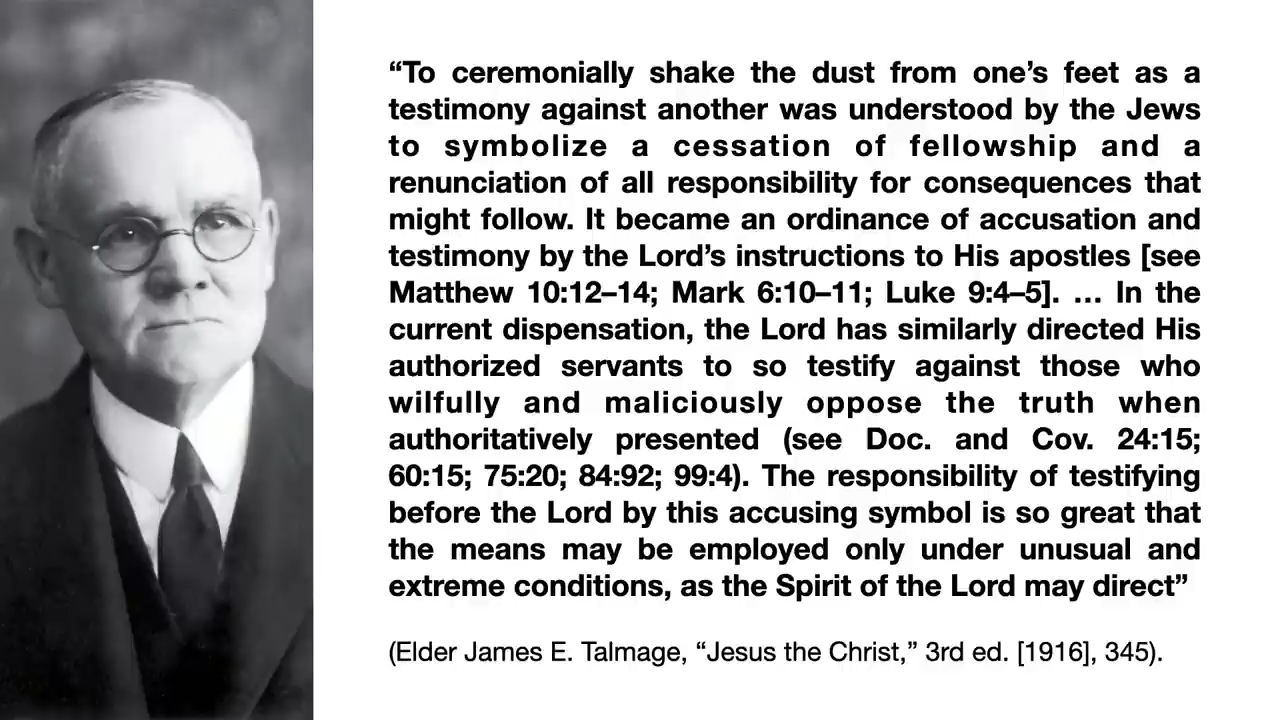 “To ceremonially shake the dust from one’s feet as a
testimony against another was understood by the Jews
to symbolize a cessation of fellowship and a
renunciation of all responsibility for consequences that
might follow. It became an ordinance of accusation and
testimony by the Lord’s instructions to His apostles [see
Matthew 10:12–14; Mark 6:10–11; Luke 9:4–5]. … In the
current dispensation, the Lord has similarly directed His
authorized servants to so testify against those who
wilfully and maliciously oppose the truth when
authoritatively presented (see Doc. and Cov. 24:15;
60:15; 75:20; 84:92; 99:4). The responsibility of testifying
before the Lord by this accusing symbol is so great that
the means may be employed only under unusual and
extreme conditions, as the Spirit of the Lord may direct”
(Elder James E. Talmage, “Jesus the Christ,” 3rd ed. [1916], 345).